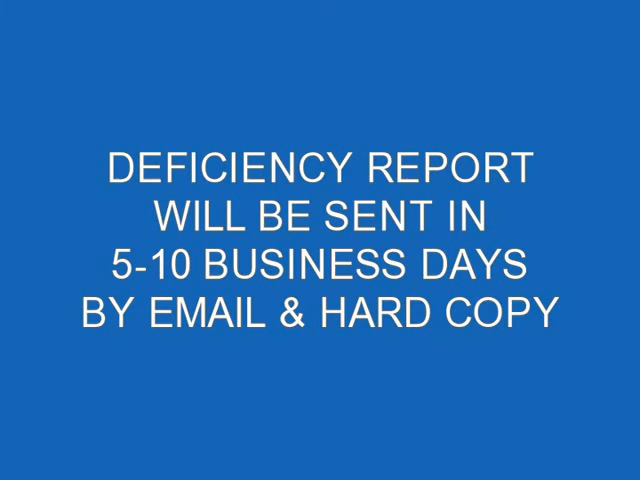 DEFICIENCY REPORT
WILL BE SENT IN
5-10 BUSINESS DAYS
BY EMAIL & HARD COPY